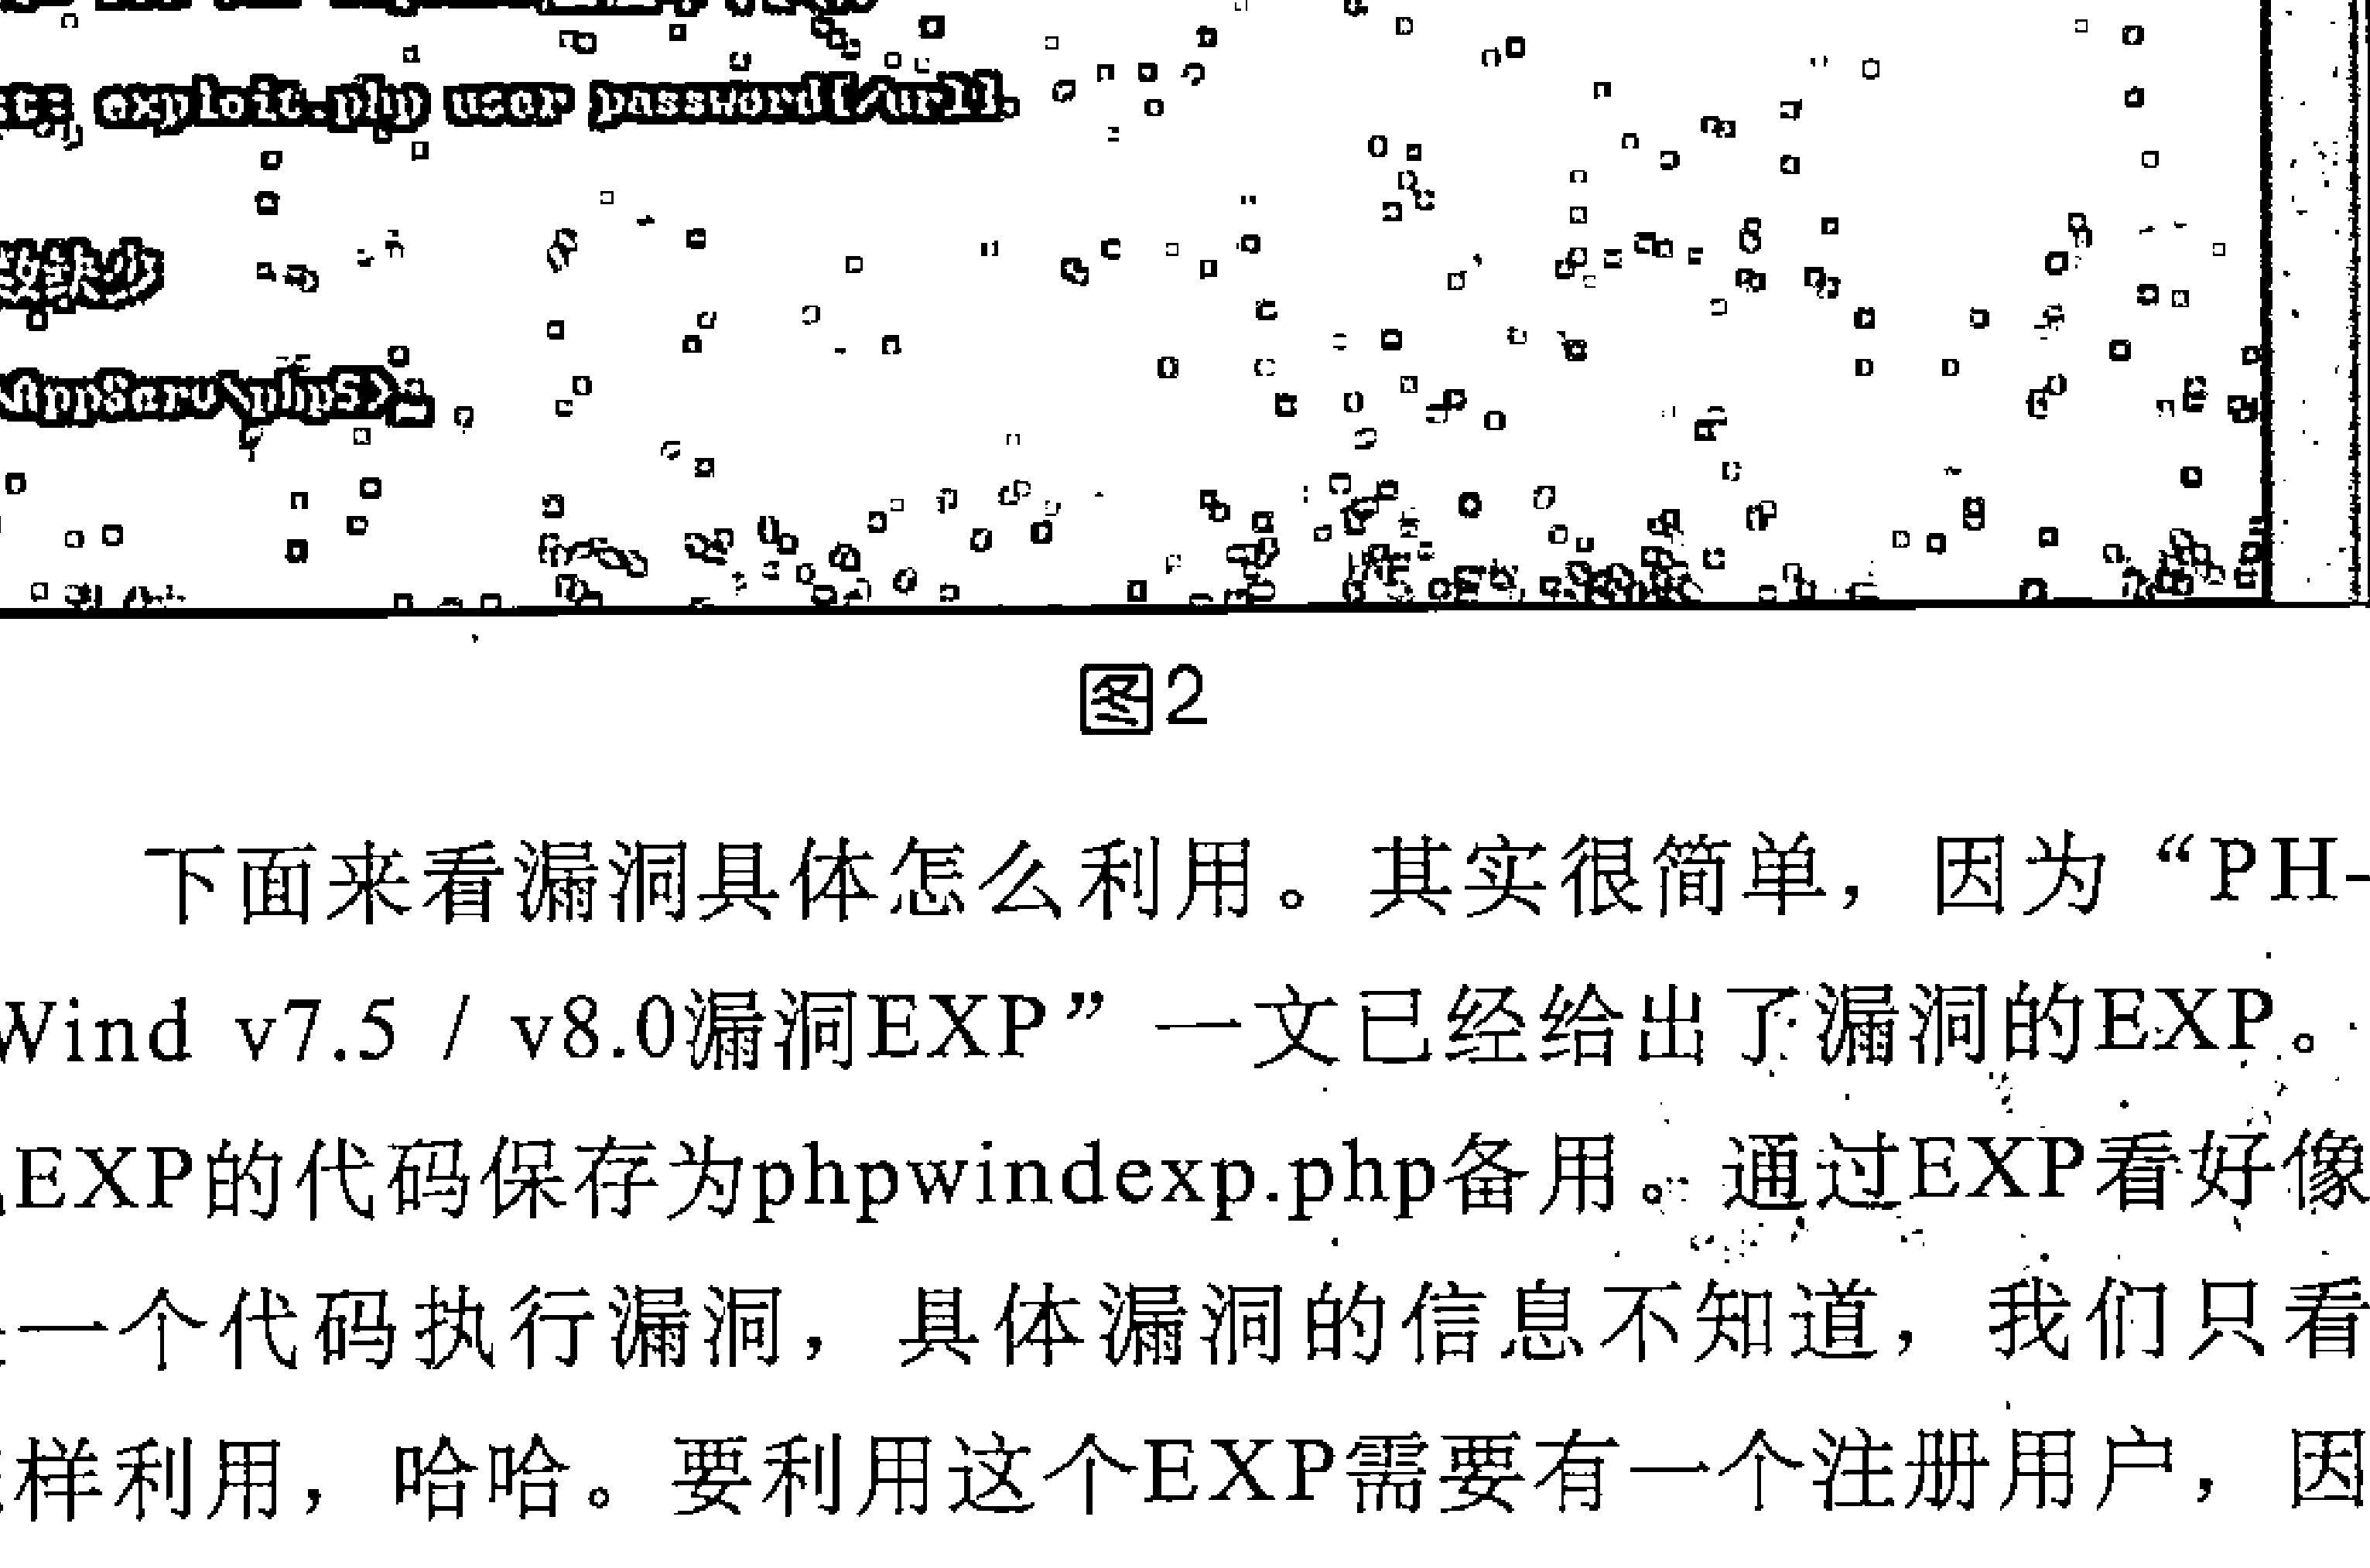 exploit.php user password[/url].
AppServ\php5>
图2
下面来看漏洞具体怎么利用。其实很简单，因为“PH-
Wind v7.5 / v8.0漏洞EXP”一文已经给出了漏洞的EXP。
EXP的代码保存为phpwindexp.php备用。通过EXP看好像
一个代码执行漏洞，具体漏洞的信息不知道，我们只看
样利用，哈哈。要利用这个EXP需要有一个注册用户，因